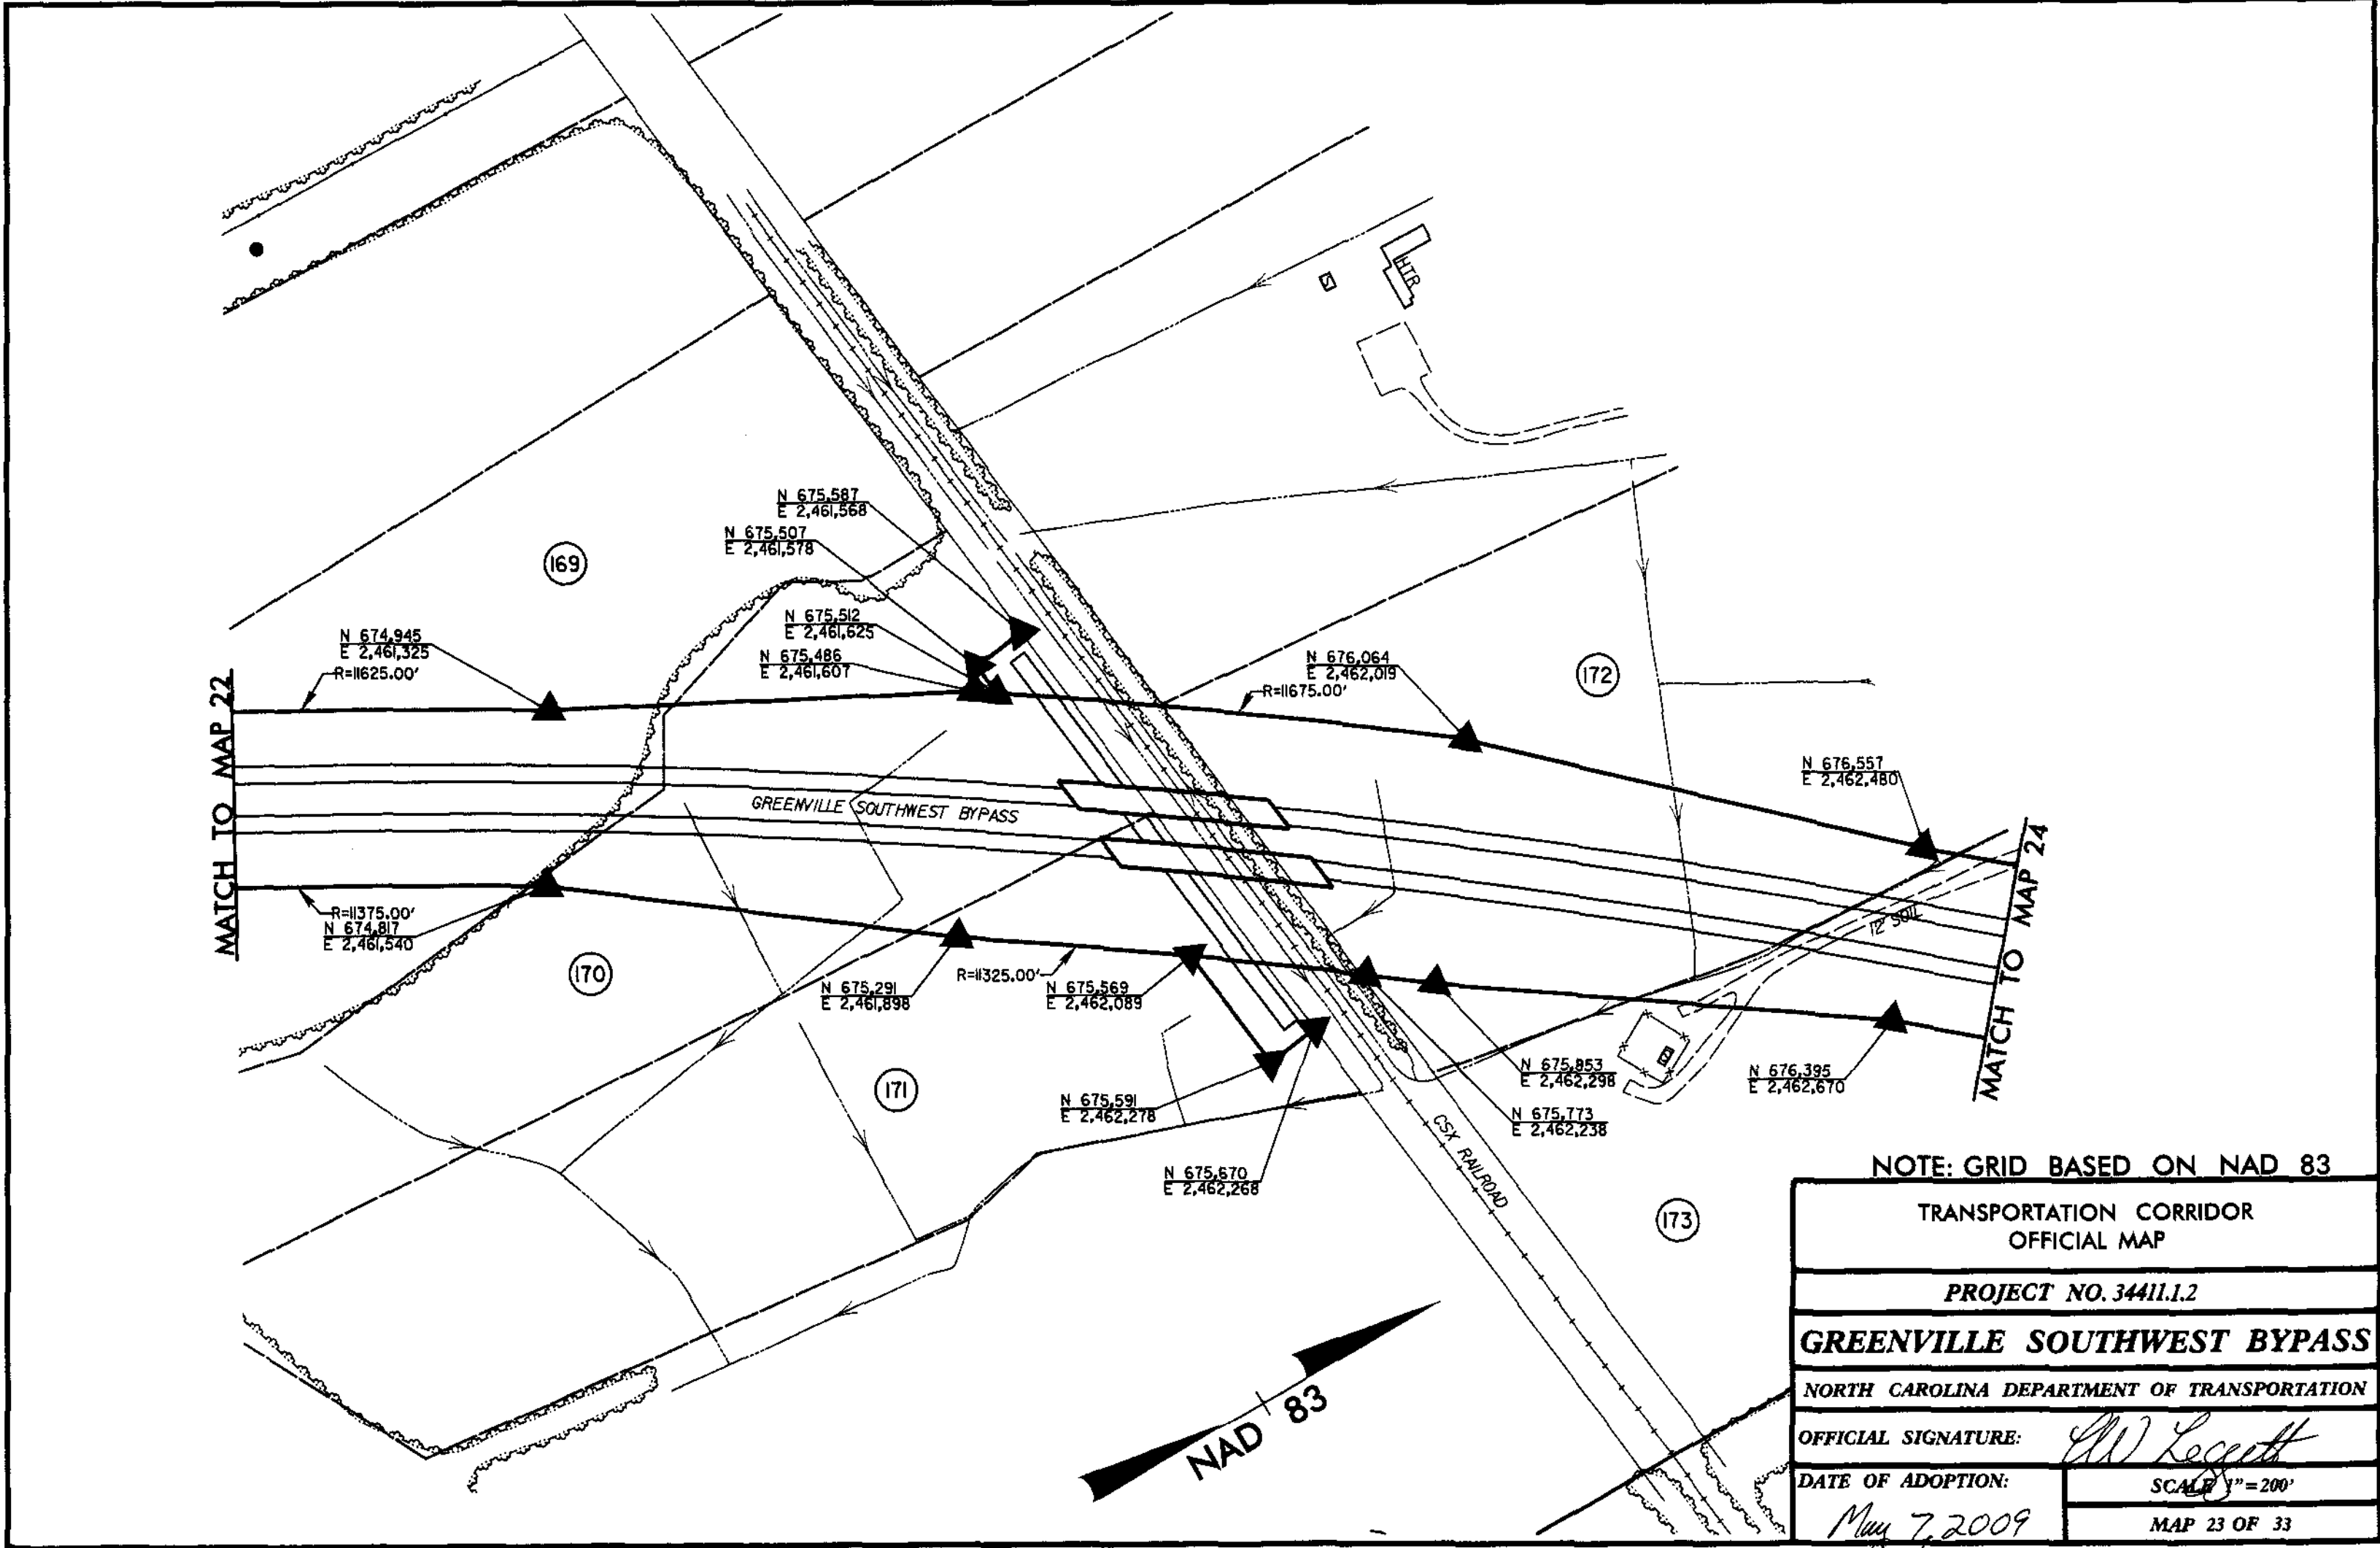 HTR
N 675,587
E 2,461,568
N 675,507
E 2,461,578
169
N 675,512
E 2,461,625
N 675,486
E 2,461,607
N 674,945
E 2,461,325
R=11625.00'
N 676,064
E 2,462,019
R=11675.00'
172
MATCH TO MAP 22
N 676,557
E 2,462,480
GREENVILLE SOUTHWEST BYPASS
MATCH TO MAP 24
12' SOIL
R=11375.00'
N 674,817
E 2,461,540
170
R=11325.00'
N 675,291
E 2,461,898
N 675,569
E 2,462,089
171
N 675,591
E 2,462,278
N 675,853
E 2,462,298
N 676,395
E 2,462,670
N 675,773
E 2,462,238
CSX RAILROAD
N 675,670
E 2,462,268
173
NAD 83
NOTE: GRID BASED ON NAD 83
TRANSPORTATION CORRIDOR
OFFICIAL MAP
PROJECT NO. 34411.1.2
GREENVILLE SOUTHWEST BYPASS
NORTH CAROLINA DEPARTMENT OF TRANSPORTATION
OFFICIAL SIGNATURE: Leggett
DATE OF ADOPTION:
May 7, 2009
SCALE 1"=200'
MAP 23 OF 33